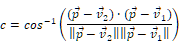 c = cos⁻¹( ((p⃗ − v⃗₂) · (p⃗ − v⃗₁)) / (‖p⃗ − v⃗₂‖‖p⃗ − v⃗₁‖) )